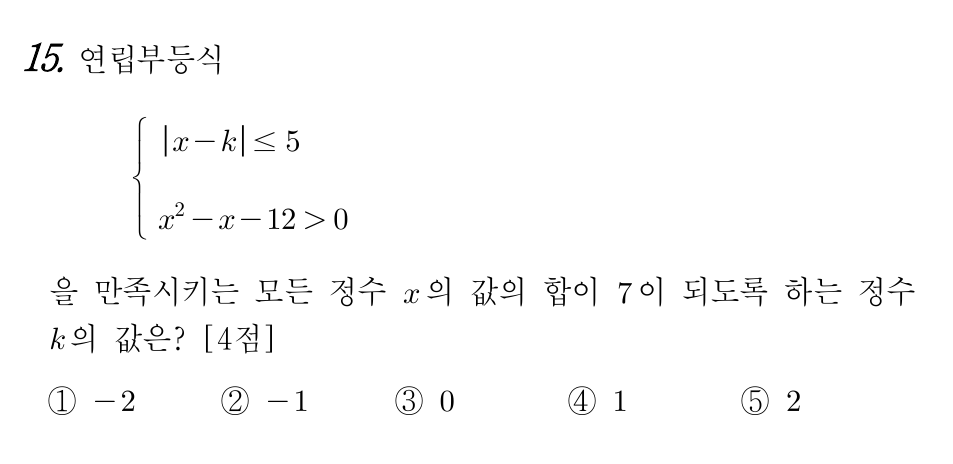 15. 연립부등식
|x-k| ≤ 5
x²-x-12 > 0
을 만족시키는 모든 정수 x의 값의 합이 7이 되도록 하는 정수
k의 값은? [4점]
① -2 ② -1 ③ 0 ④ 1 ⑤ 2